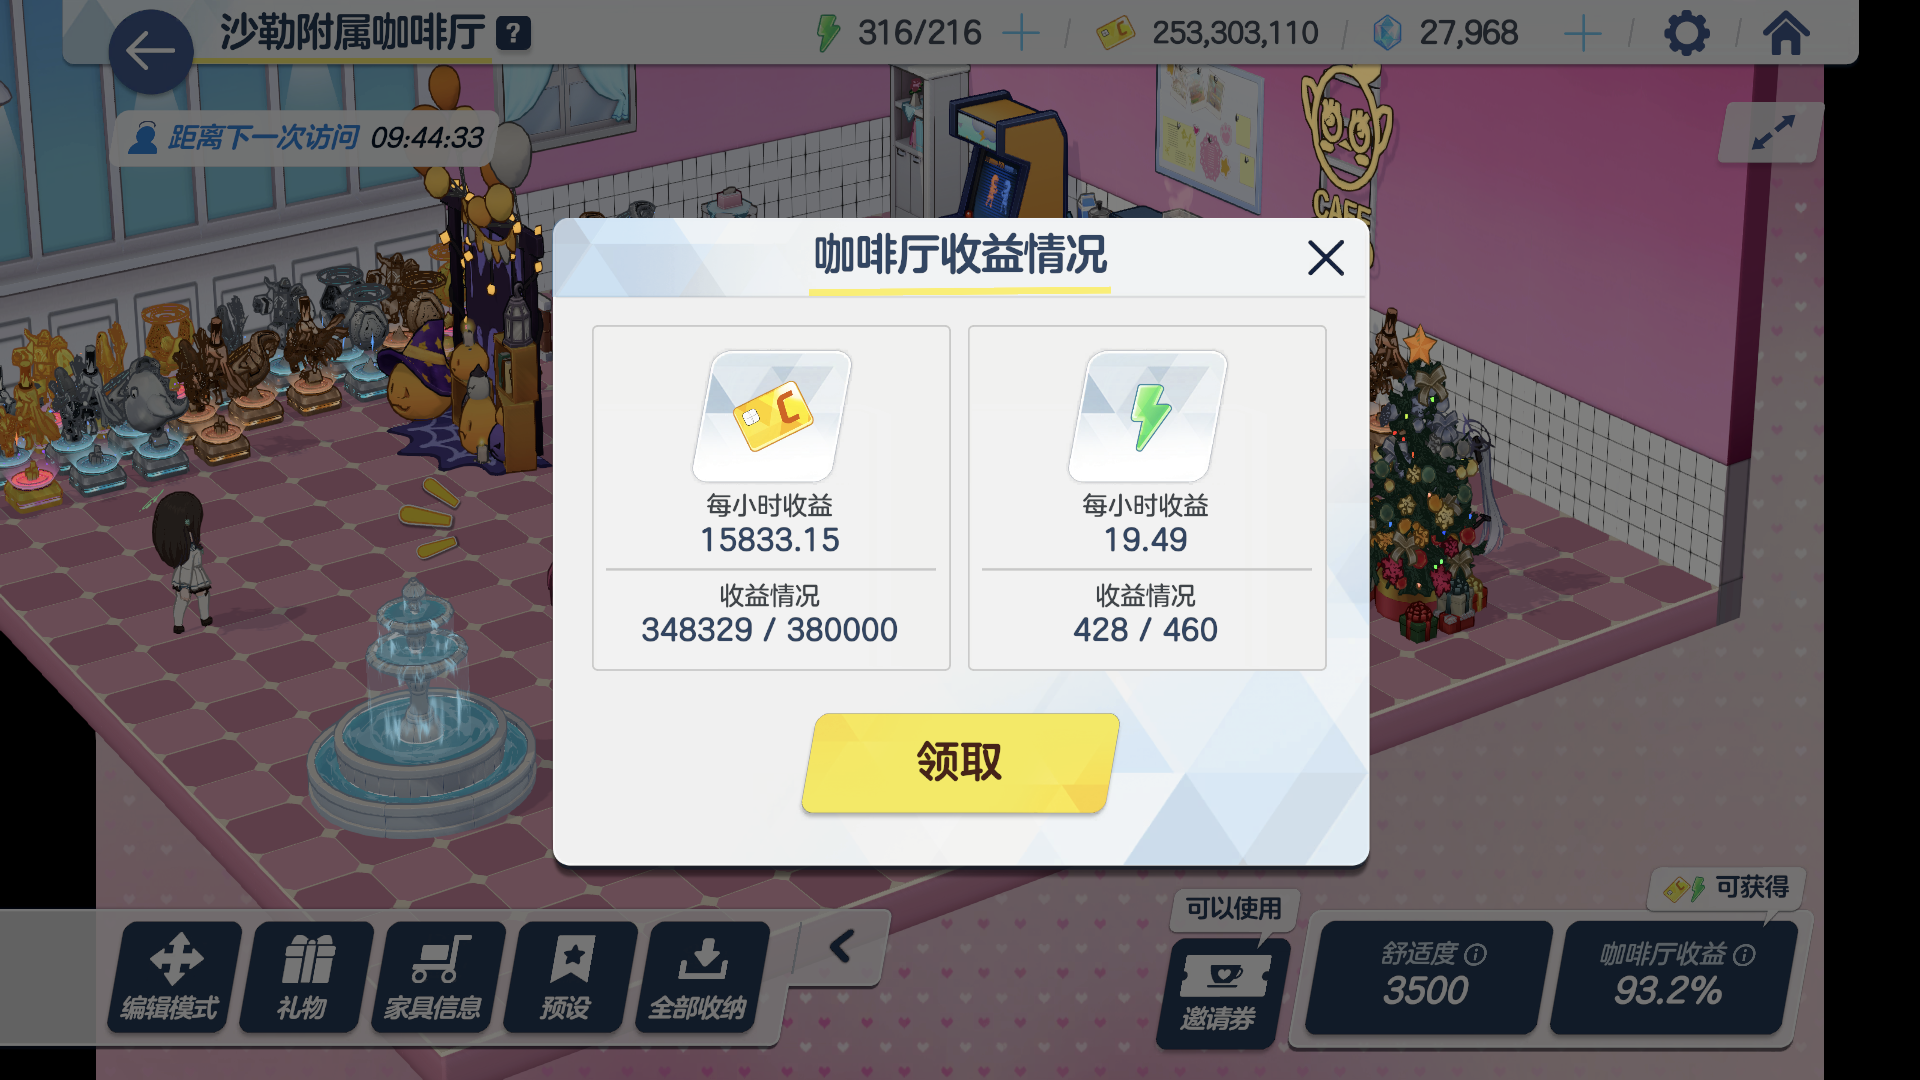 沙勒附属咖啡厅 ?
316/216
253,303,110
27,968
距离下一次访问 09:44:33
CAFE
咖啡厅收益情况
每小时收益
15833.15
收益情况
348329 / 380000
每小时收益
19.49
收益情况
428 / 460
领取
可获得
可以使用
编辑模式
礼物
家具信息
预设
全部收纳
邀请券
舒适度
3500
咖啡厅收益
93.2%